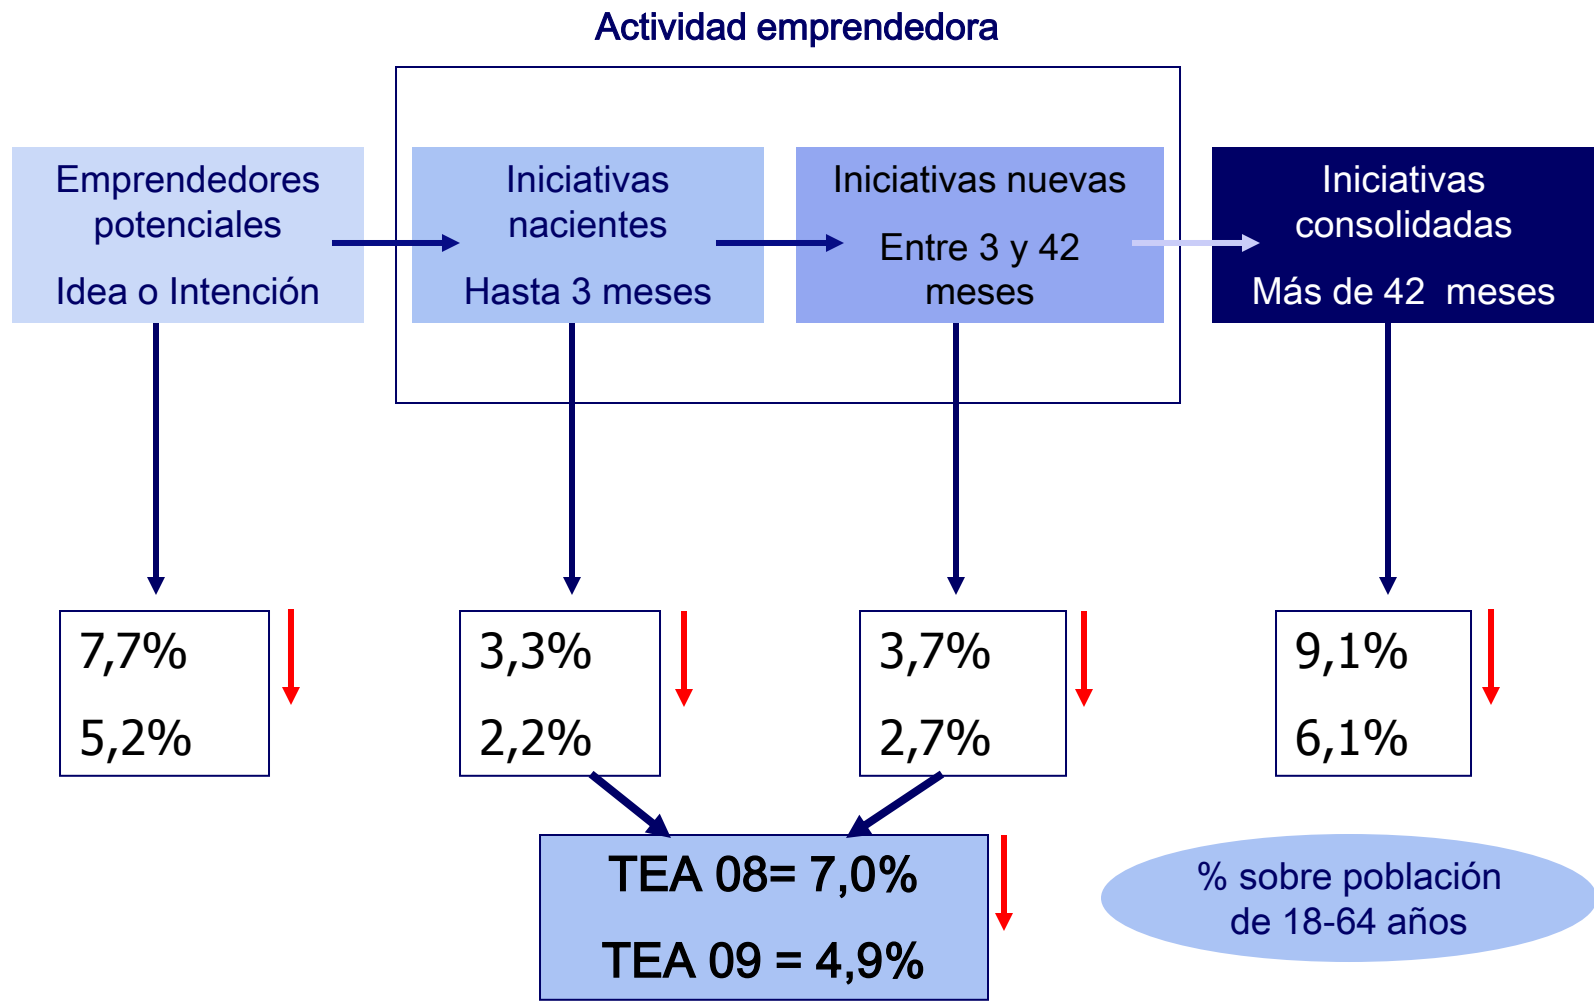 Actividad emprendedora
Emprendedores
potenciales
Idea o Intención
Iniciativas
nacientes
Hasta 3 meses
Iniciativas nuevas
Entre 3 y 42
meses
Iniciativas
consolidadas
Más de 42 meses
7,7%
5,2%
3,3%
2,2%
3,7%
2,7%
9,1%
6,1%
TEA 08= 7,0%
TEA 09 = 4,9%
% sobre población
de 18-64 años